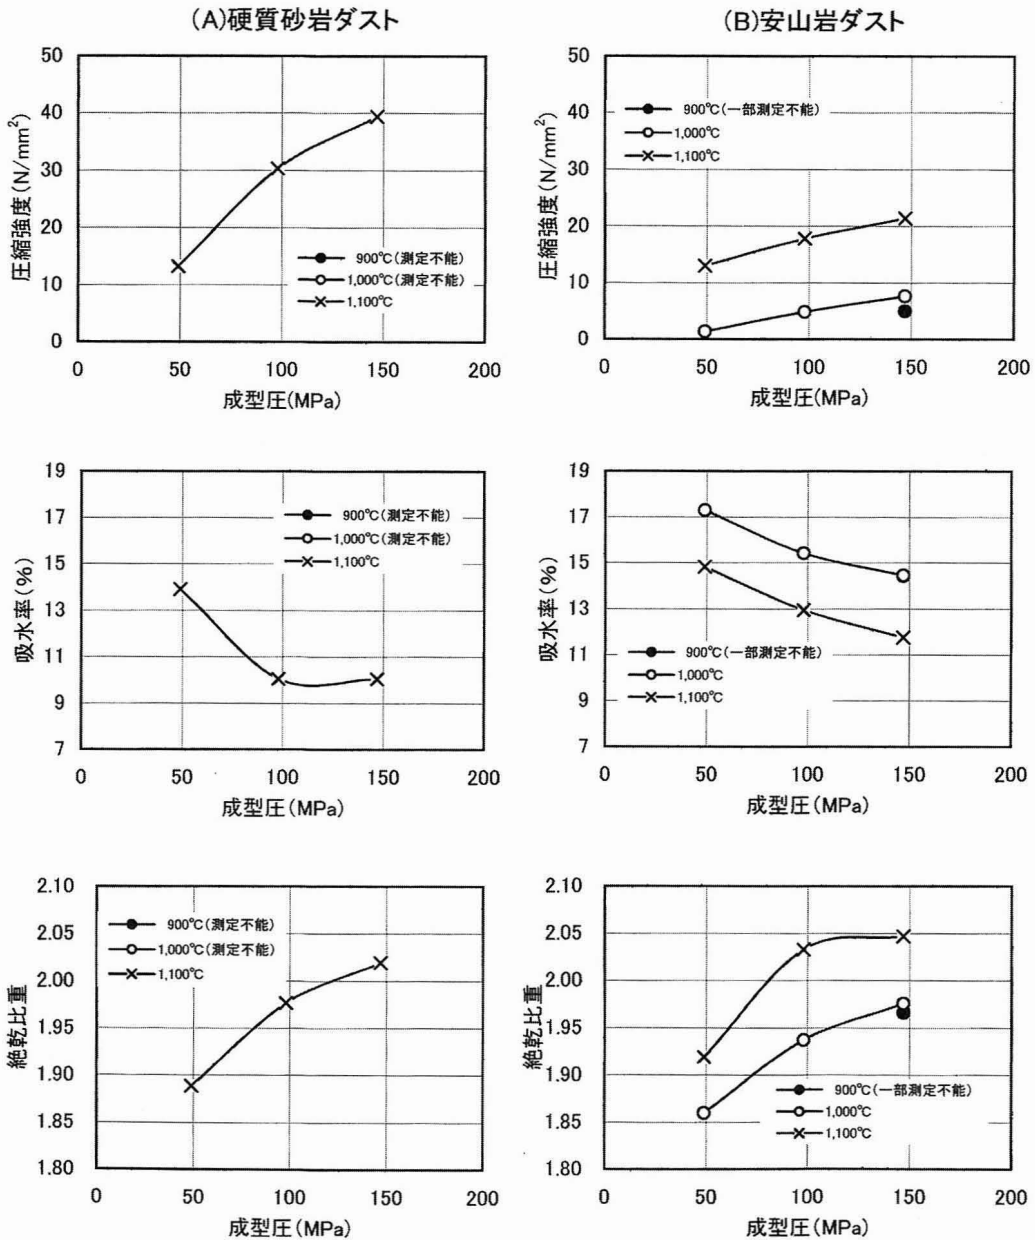 (A)硬質砂岩ダスト
50
40
30
20
10
0
圧縮強度(N/mm²)
900℃(測定不能)
1,000℃(測定不能)
1,100℃
0 50 100 150 200
成型圧(MPa)
(B)安山岩ダスト
50
40
30
20
10
0
圧縮強度(N/mm²)
900℃(一部測定不能)
1,000℃
1,100℃
0 50 100 150 200
成型圧(MPa)
19
17
15
13
11
9
7
吸水率(%)
900℃(測定不能)
1,000℃(測定不能)
1,100℃
0 50 100 150 200
成型圧(MPa)
19
17
15
13
11
9
7
吸水率(%)
900℃(一部測定不能)
1,000℃
1,100℃
0 50 100 150 200
成型圧(MPa)
2.10
2.05
2.00
1.95
1.90
1.85
1.80
絶乾比重
900℃(測定不能)
1,000℃(測定不能)
1,100℃
0 50 100 150 200
成型圧(MPa)
2.10
2.05
2.00
1.95
1.90
1.85
1.80
絶乾比重
900℃(一部測定不能)
1,000℃
1,100℃
0 50 100 150 200
成型圧(MPa)